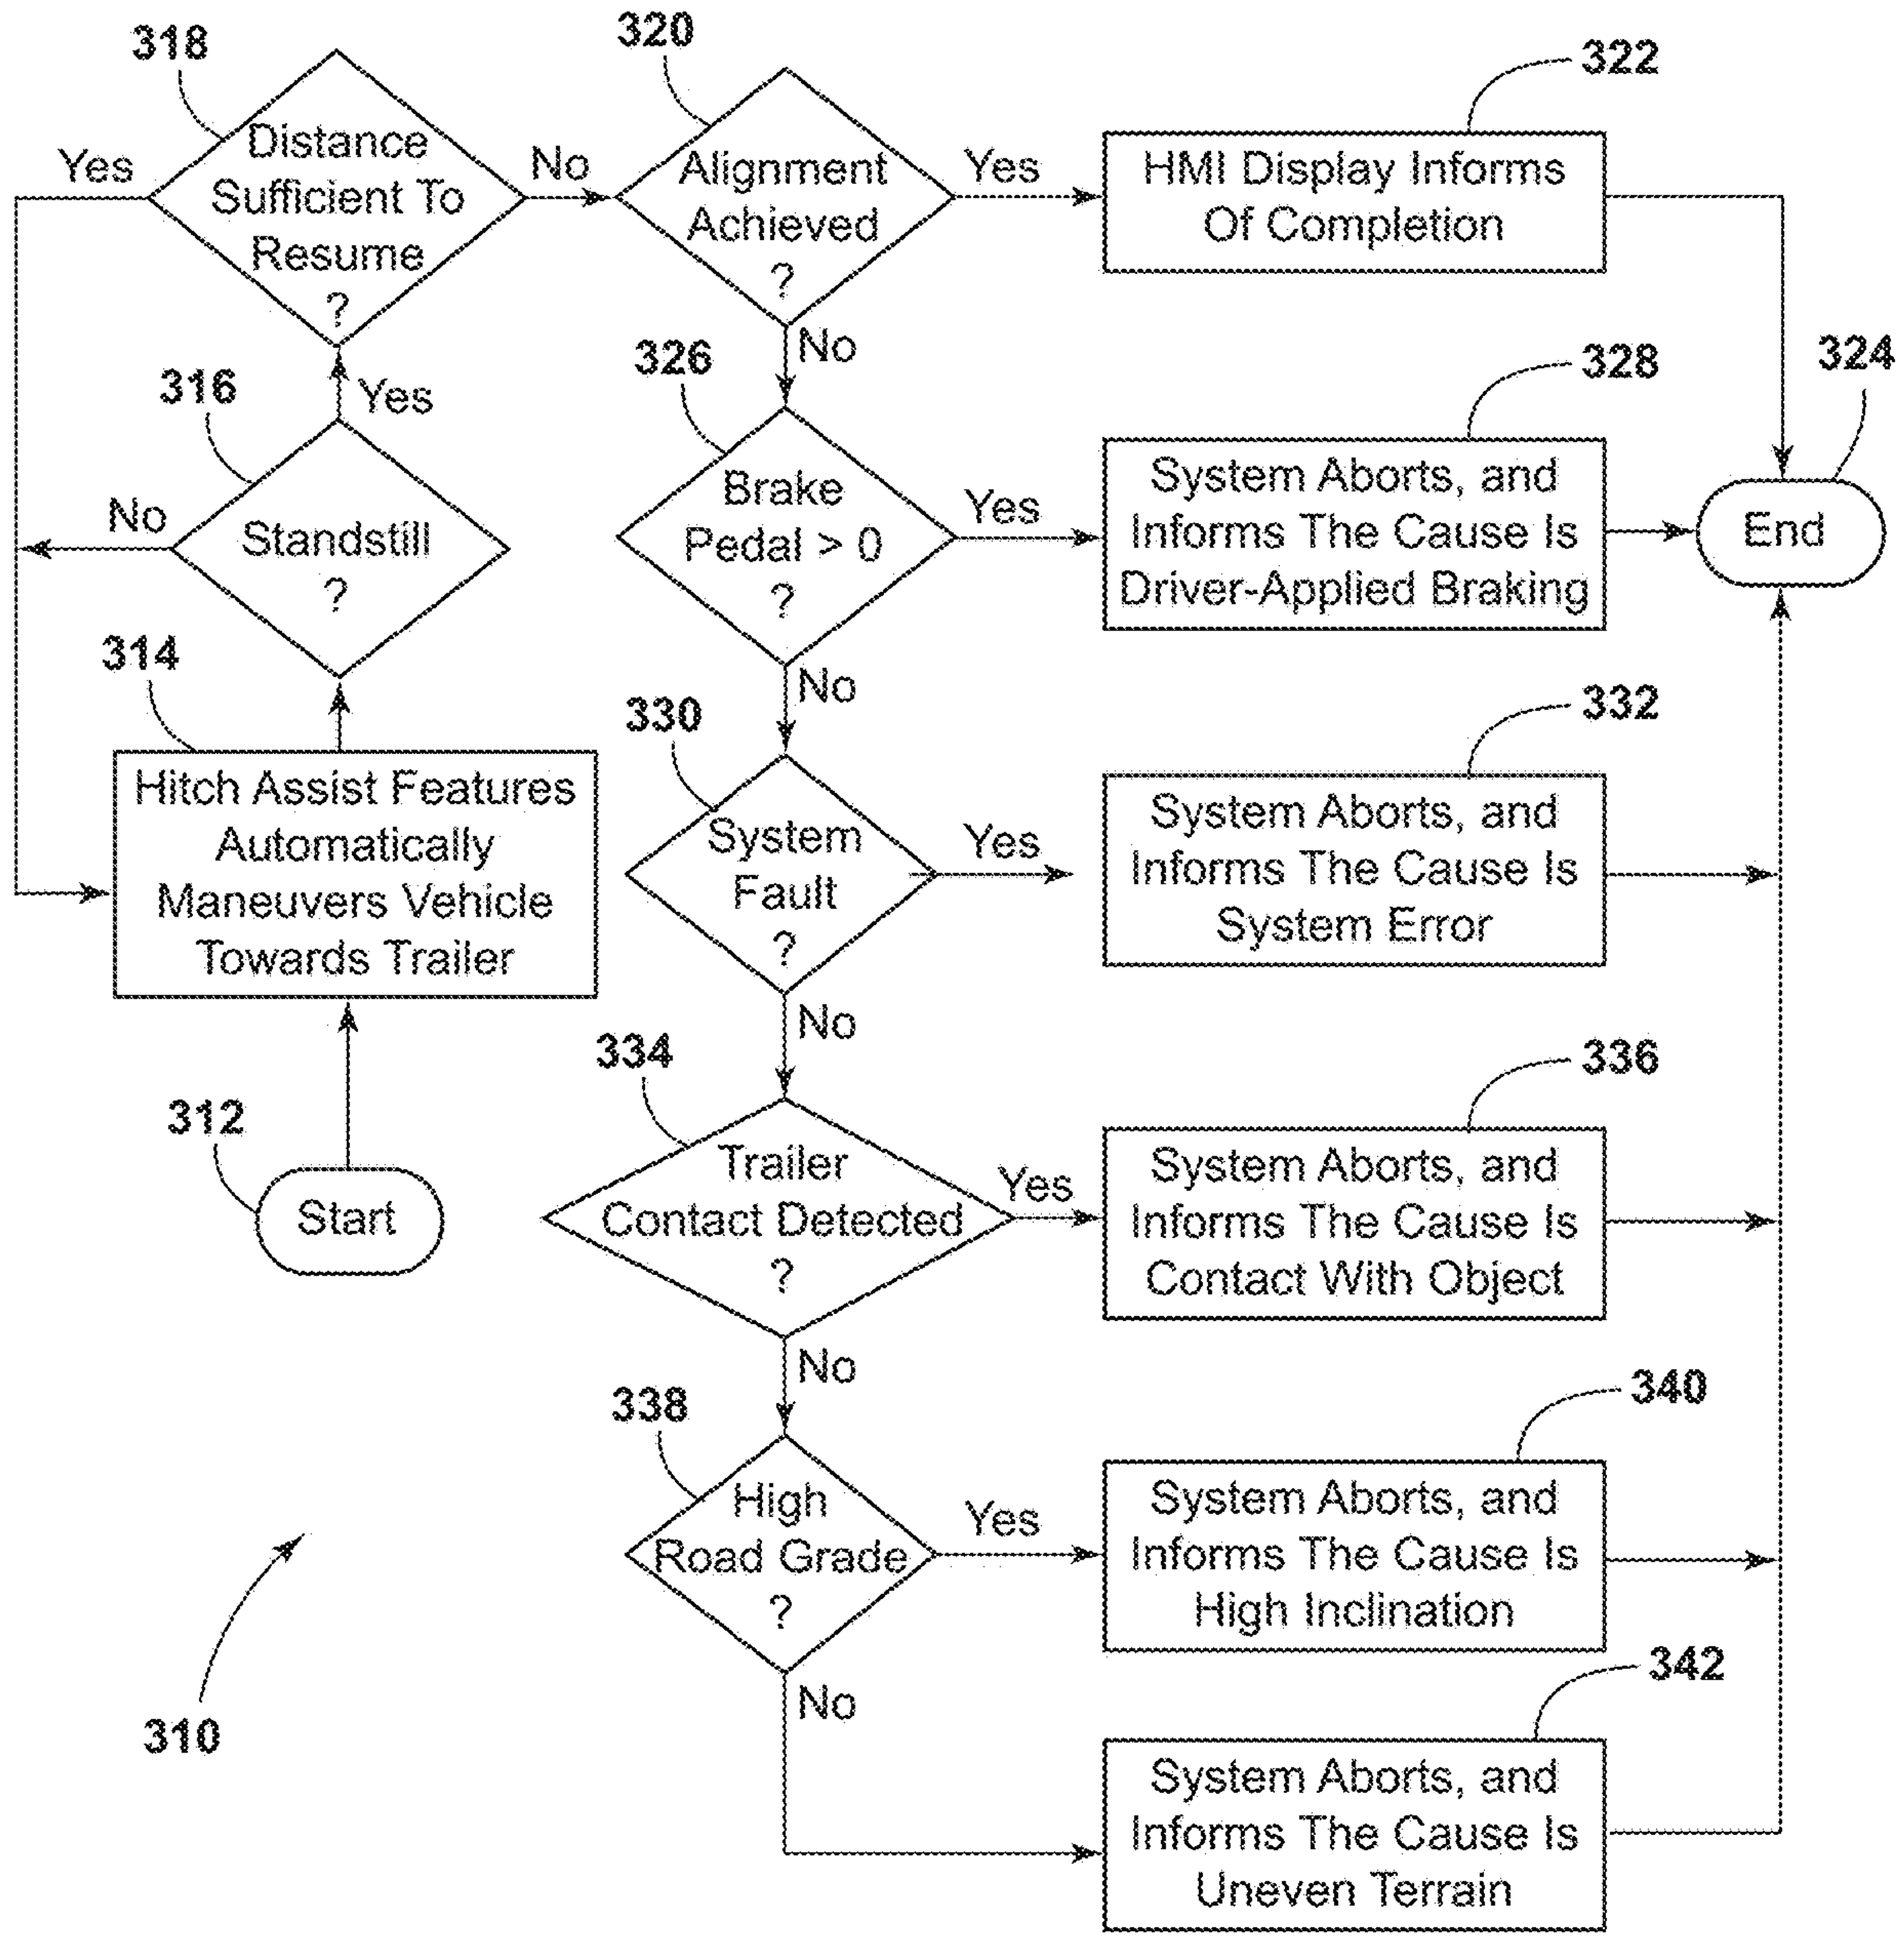 318
Distance
Sufficient To
Resume
?
Yes
No
320
Alignment
Achieved
?
Yes
No
322
HMI Display Informs
Of Completion
316
Standstill
?
Yes
No
326
Brake
Pedal > 0
?
Yes
No
328
System Aborts, and
Informs The Cause Is
Driver-Applied Braking
324
End
314
Hitch Assist Features
Automatically
Maneuvers Vehicle
Towards Trailer
330
System
Fault
?
Yes
No
332
System Aborts, and
Informs The Cause Is
System Error
312
Start
334
Trailer
Contact Detected
?
Yes
No
336
System Aborts, and
Informs The Cause Is
Contact With Object
338
High
Road Grade
?
Yes
No
340
System Aborts, and
Informs The Cause Is
High Inclination
310
342
System Aborts, and
Informs The Cause Is
Uneven Terrain